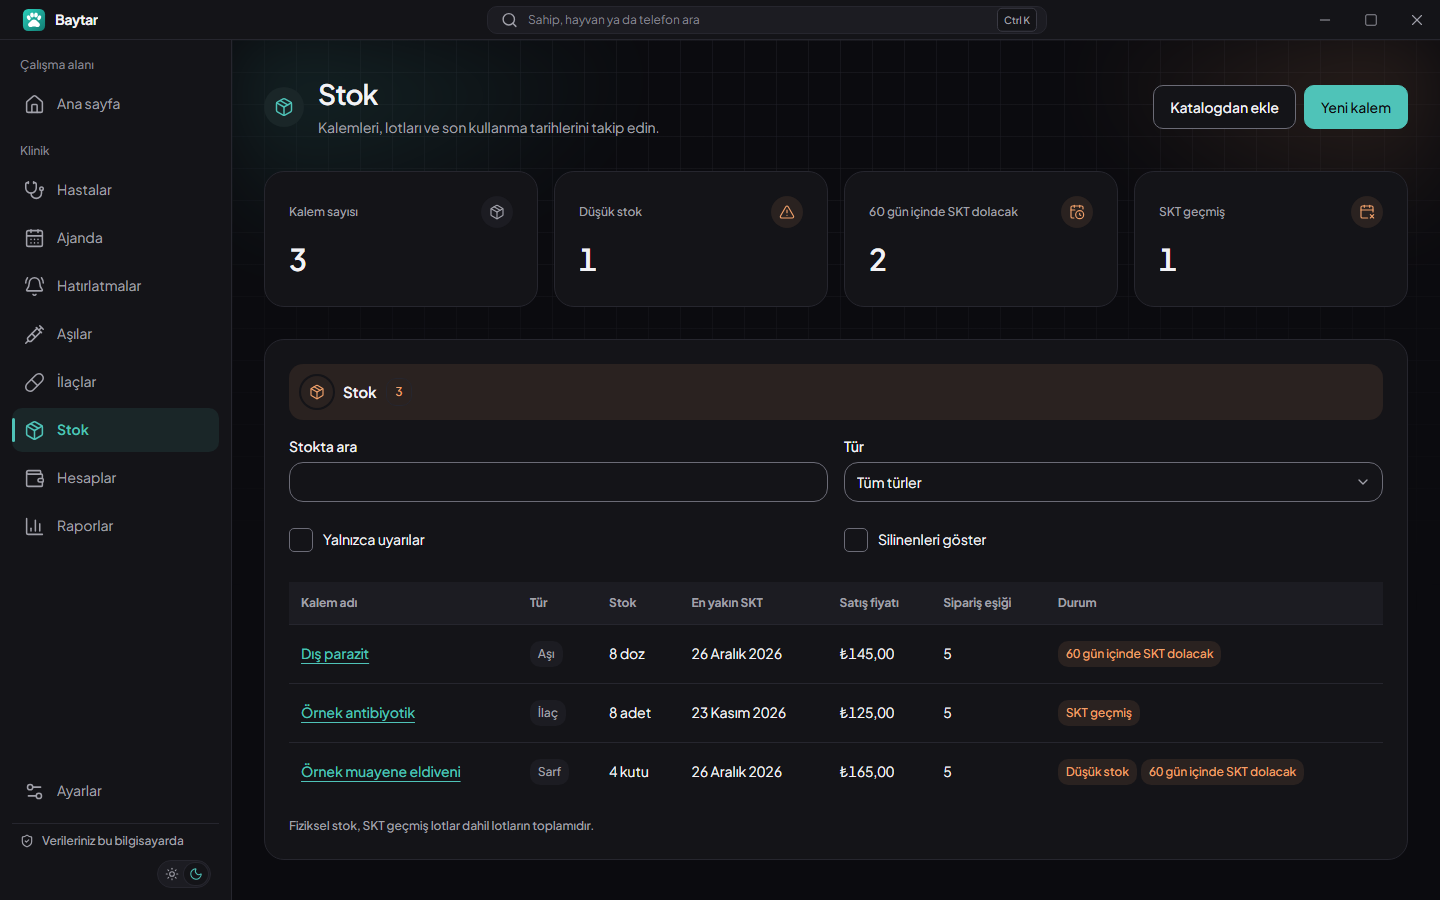 Baytar
Sahip, hayvan ya da telefon ara
Ctrl K
Çalışma alanı
Ana sayfa
Klinik
Hastalar
Ajanda
Hatırlatmalar
Aşılar
İlaçlar
Stok
Hesaplar
Raporlar
Ayarlar
Verileriniz bu bilgisayarda
Stok
Kalemleri, lotları ve son kullanma tarihlerini takip edin.
Katalogdan ekle
Yeni kalem
Kalem sayısı
3
Düşük stok
1
60 gün içinde SKT dolacak
2
SKT geçmiş
1
Stok 3
Stokta ara
Tür
Tüm türler
Yalnızca uyarılar
Silinenleri göster
Kalem adı Tür Stok En yakın SKT Satış fiyatı Sipariş eşiği Durum
Dış parazit Aşı 8 doz 26 Aralık 2026 ₺145,00 5 60 gün içinde SKT dolacak
Örnek antibiyotik İlaç 8 adet 23 Kasım 2026 ₺125,00 5 SKT geçmiş
Örnek muayene eldiveni Sarf 4 kutu 26 Aralık 2026 ₺165,00 5 Düşük stok 60 gün içinde SKT dolacak
Fiziksel stok, SKT geçmiş lotlar dahil lotların toplamıdır.